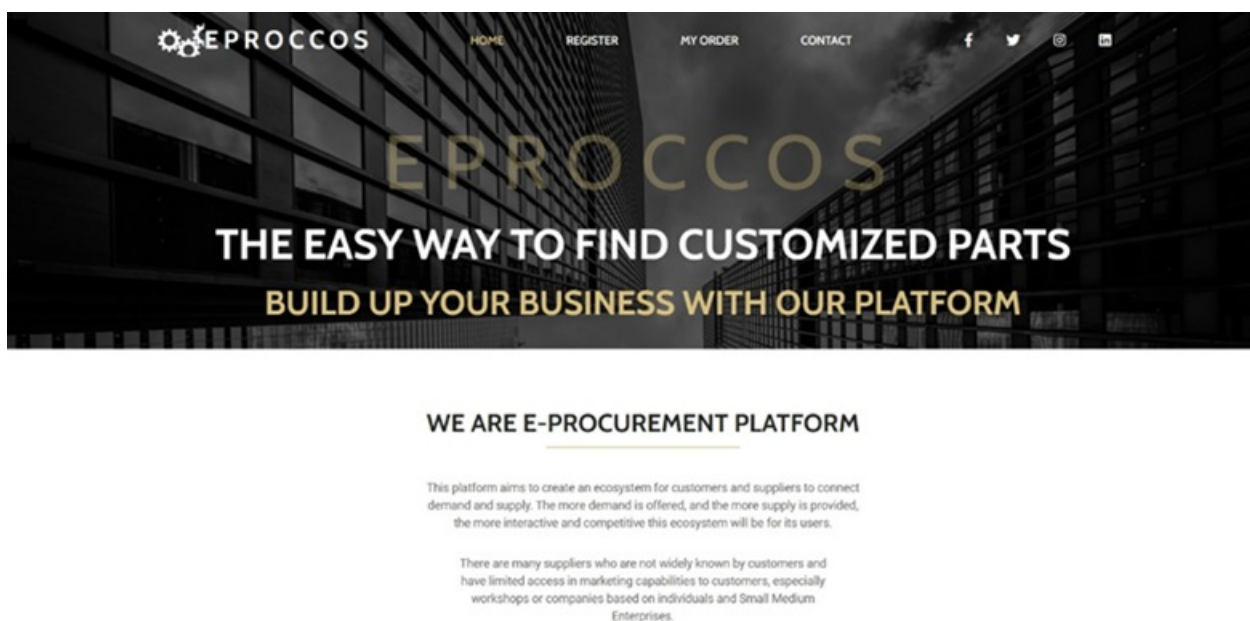 EPROCCOS
HOME
REGISTER
MY ORDER
CONTACT
EPROCCOS
THE EASY WAY TO FIND CUSTOMIZED PARTS
BUILD UP YOUR BUSINESS WITH OUR PLATFORM
WE ARE E-PROCUREMENT PLATFORM
This platform aims to create an ecosystem for customers and suppliers to connect
demand and supply. The more demand is offered, and the more supply is provided,
the more interactive and competitive this ecosystem will be for its users.
There are many suppliers who are not widely known by customers and
have limited access in marketing capabilities to customers, especially
workshops or companies based on individuals and Small Medium
Enterprises.